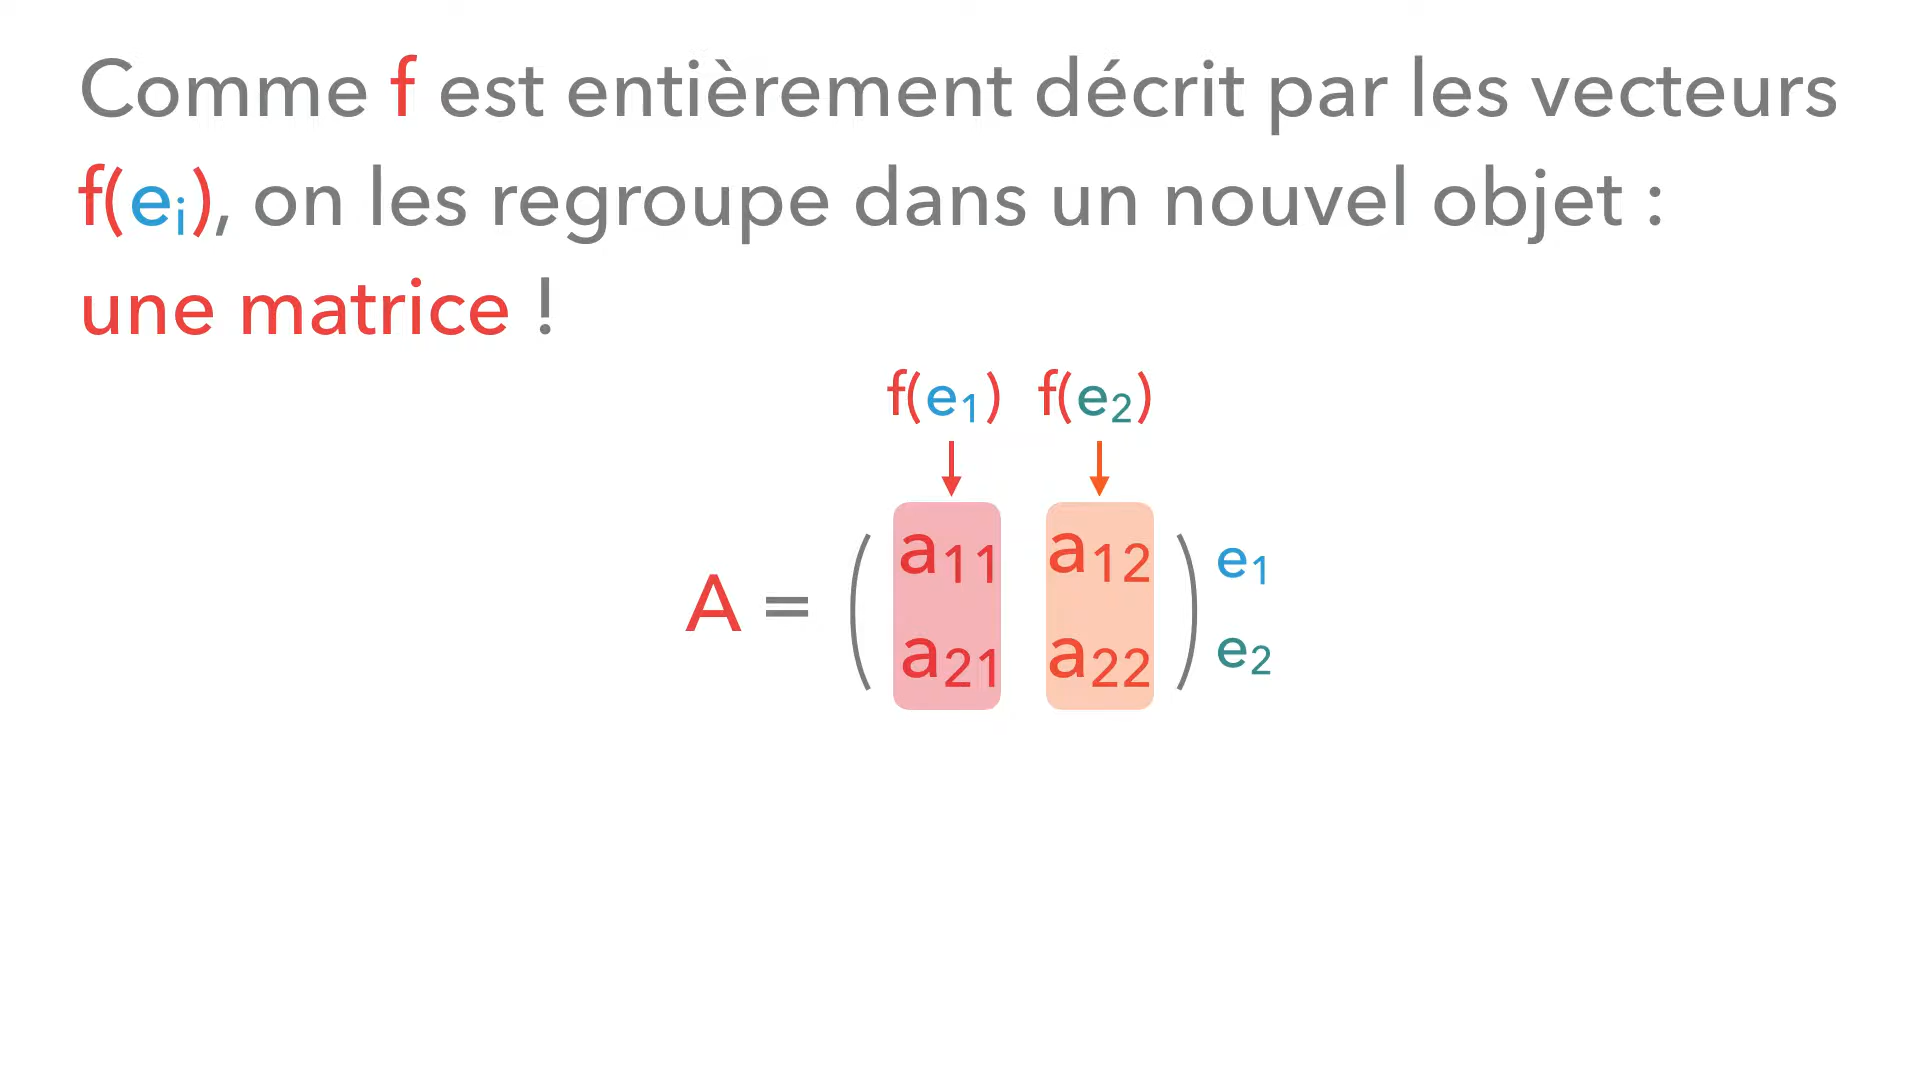 Comme f est entièrement décrit par les vecteurs
f(eᵢ), on les regroupe dans un nouvel objet :
une matrice !
f(e₁) f(e₂)
A = ( a₁₁ a₁₂ ) e₁
a₂₁ a₂₂ e₂